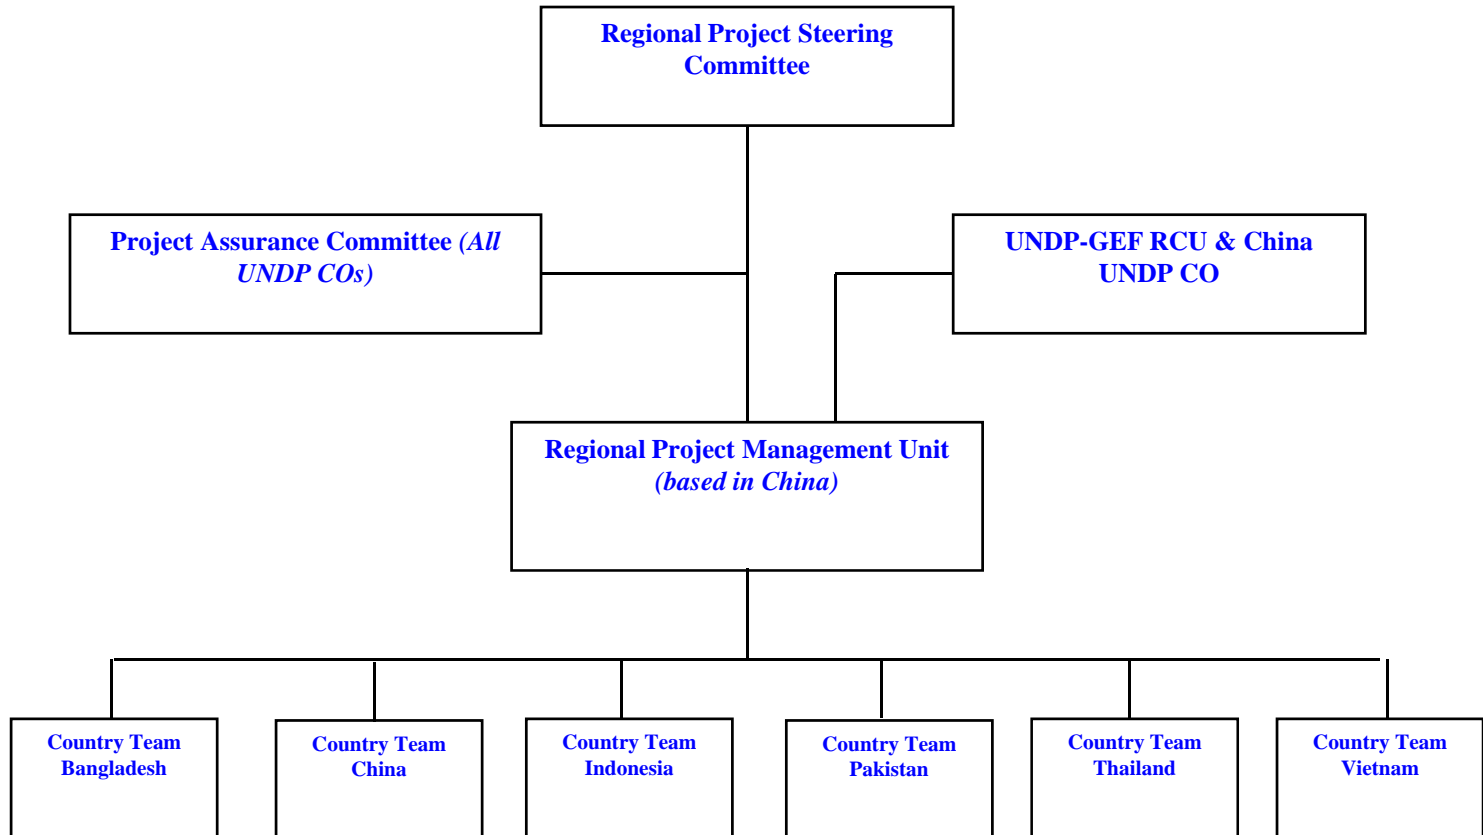 Regional Project Steering
Committee
Project Assurance Committee (All
UNDP COs)
UNDP-GEF RCU & China
UNDP CO
Regional Project Management Unit
(based in China)
Country Team
Bangladesh
Country Team
China
Country Team
Indonesia
Country Team
Pakistan
Country Team
Thailand
Country Team
Vietnam